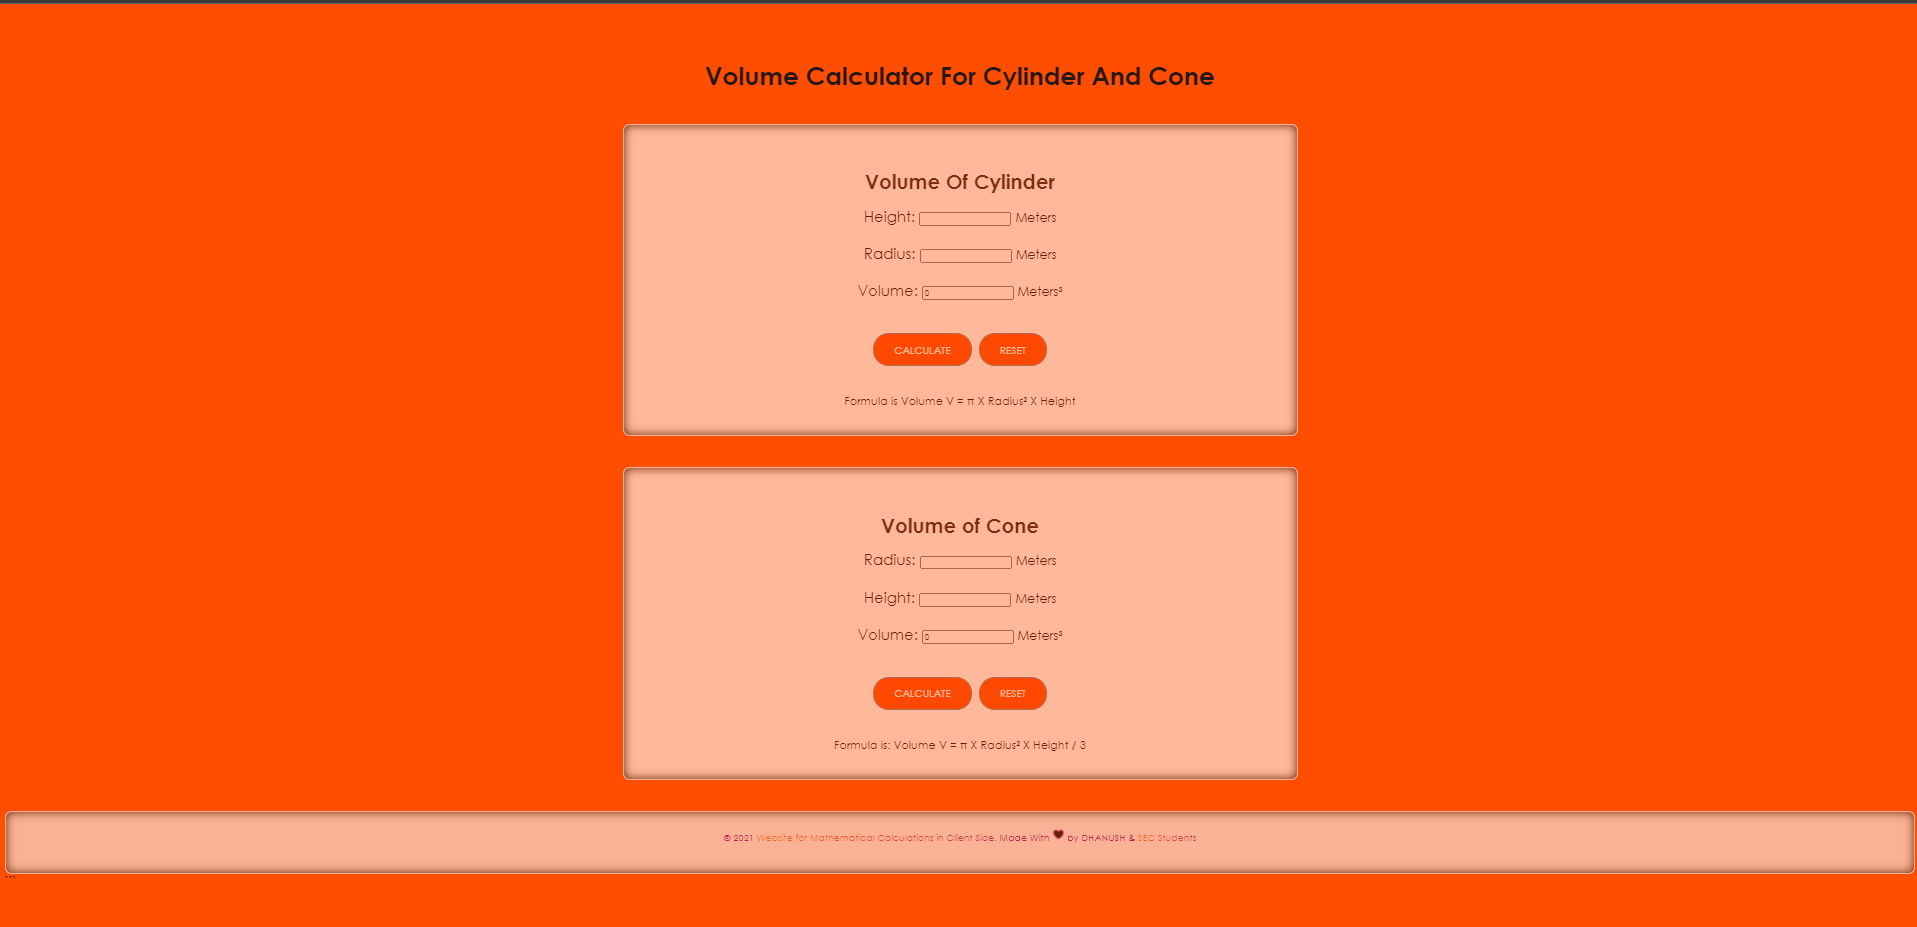 Volume Calculator For Cylinder And Cone
Volume Of Cylinder
Height: Meters
Radius: Meters
Volume: 0 Meters³
CALCULATE RESET
Formula is Volume V = π X Radius² X Height
Volume of Cone
Radius: Meters
Height: Meters
Volume: 0 Meters³
CALCULATE RESET
Formula is: Volume V = π X Radius² X Height / 3
© 2021 Website for Mathematical Calculations in Client Side. Made With ♥ by DHANUSH & SEC Students
```